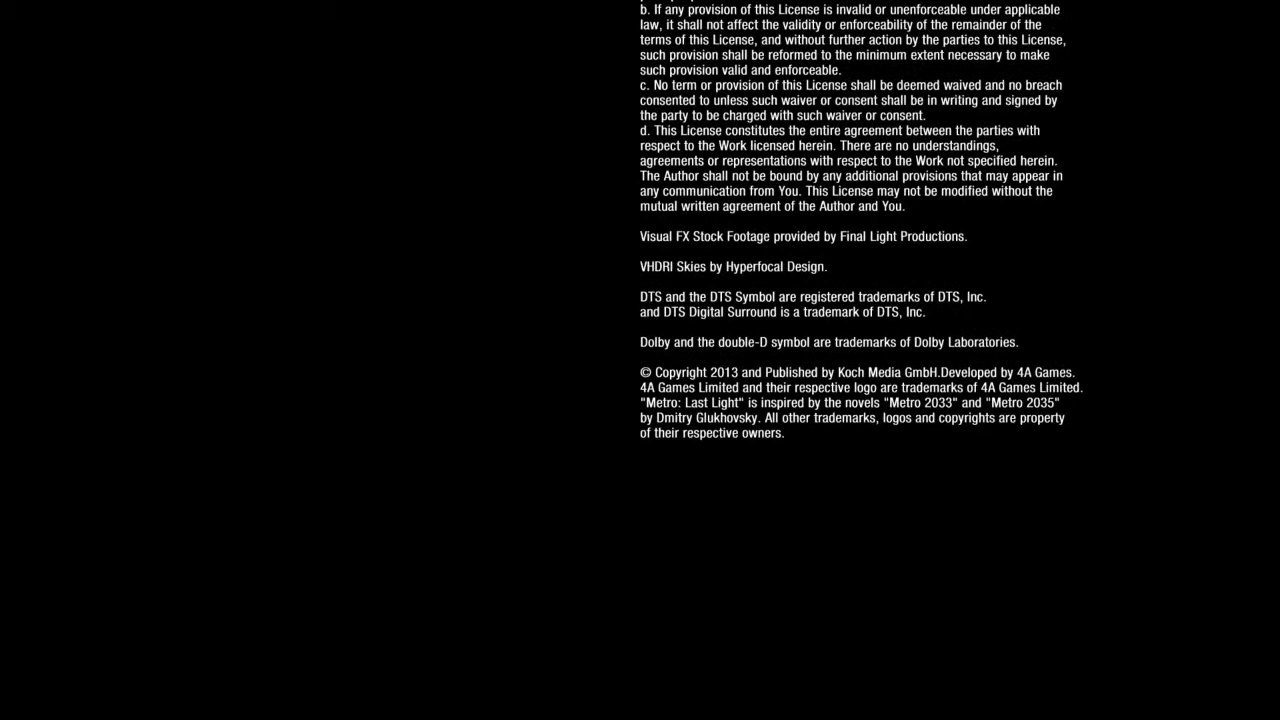 b. If any provision of this License is invalid or unenforceable under applicable
law, it shall not affect the validity or enforceability of the remainder of the
terms of this License, and without further action by the parties to this License,
such provision shall be reformed to the minimum extent necessary to make
such provision valid and enforceable.
c. No term or provision of this License shall be deemed waived and no breach
consented to unless such waiver or consent shall be in writing and signed by
the party to be charged with such waiver or consent.
d. This License constitutes the entire agreement between the parties with
respect to the Work licensed herein. There are no understandings,
agreements or representations with respect to the Work not specified herein.
The Author shall not be bound by any additional provisions that may appear in
any communication from You. This License may not be modified without the
mutual written agreement of the Author and You.
Visual FX Stock Footage provided by Final Light Productions.
VHDRI Skies by Hyperfocal Design.
DTS and the DTS Symbol are registered trademarks of DTS, Inc.
and DTS Digital Surround is a trademark of DTS, Inc.
Dolby and the double-D symbol are trademarks of Dolby Laboratories.
© Copyright 2013 and Published by Koch Media GmbH.Developed by 4A Games.
4A Games Limited and their respective logo are trademarks of 4A Games Limited.
"Metro: Last Light" is inspired by the novels "Metro 2033" and "Metro 2035"
by Dmitry Glukhovsky. All other trademarks, logos and copyrights are property
of their respective owners.